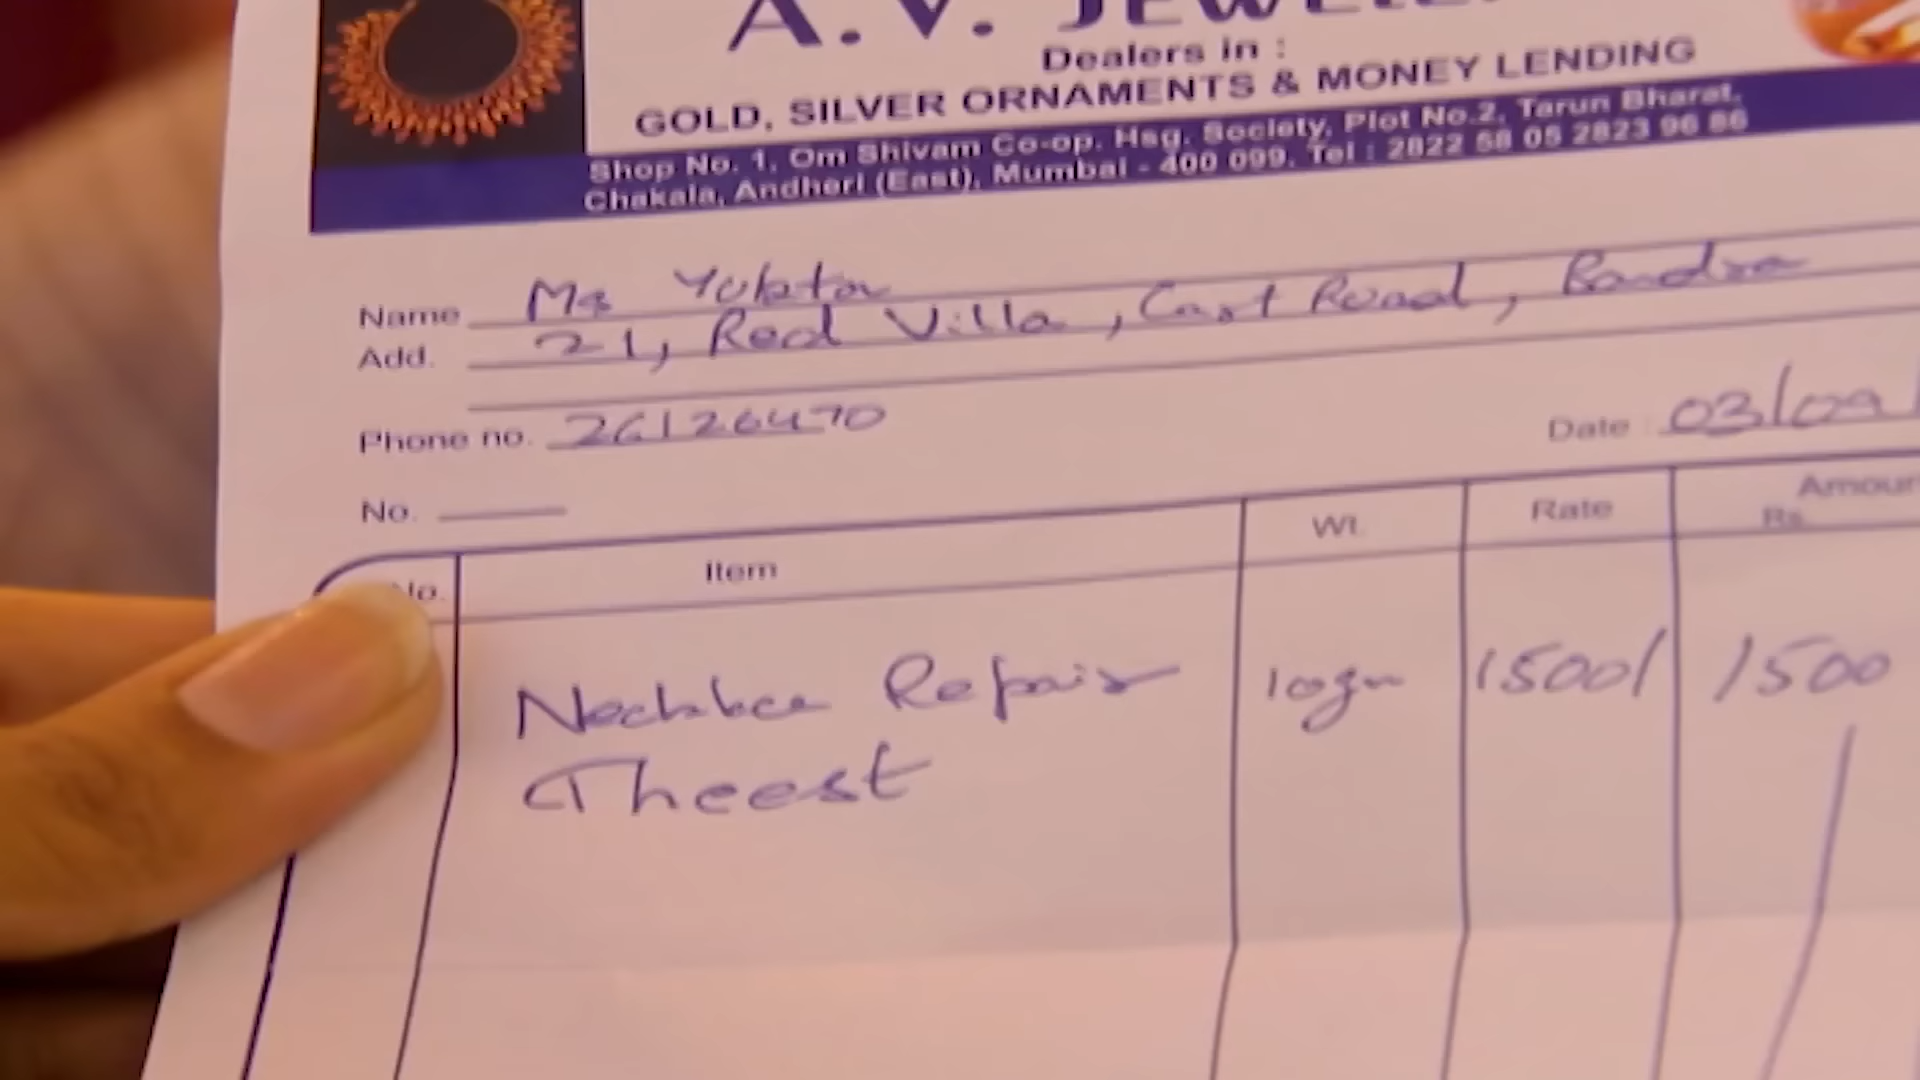 A. V. JEWELL
Dealers in :
GOLD, SILVER ORNAMENTS & MONEY LENDING
Shop No. 1, Om Shivam Co-op. Hsg. Society, Plot No.2, Tarun Bharat,
Chakala, Andheri (East), Mumbai - 400 099. Tel : 2822 58 05 2823 96 86
Name Ms Yukta
Add. 21, Red Villa, Cart Road, Bandra
Phone no. 26126470
Date : 03/09/
No.
No. Item Wt. Rate Amoun
Rs.
Necklace Repair 10gm 1500/ 1500
Theest